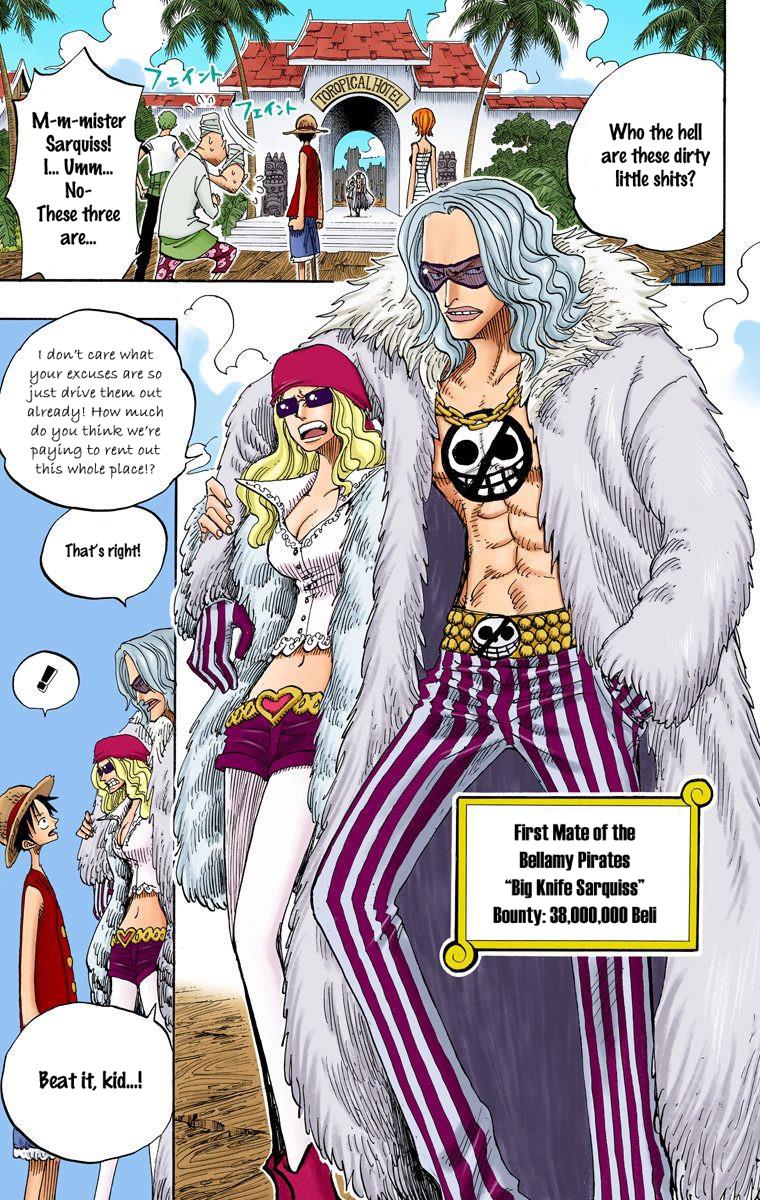 Who the hell
are these dirty
little shits?
TOROPICAL HOTEL
フェイント
フェイント
M-m-mister
Sarquiss!
I... Umm...
No-
These three
are...
I don't care what
your excuses are so
just drive them out
already! How much
do you think we're
paying to rent out
this whole place!?
That's right!
!
Beat it, kid...!
First Mate of the
Bellamy Pirates
“Big Knife Sarquiss”
Bounty: 38,000,000 Beli